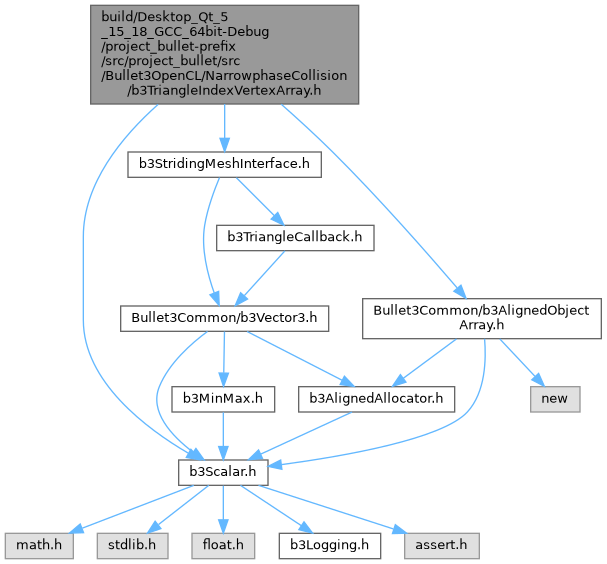 build/Desktop_Qt_5
_15_18_GCC_64bit-Debug
/project_bullet-prefix
/src/project_bullet/src
/Bullet3OpenCL/NarrowphaseCollision
/b3TriangleIndexVertexArray.h
b3StridingMeshInterface.h
b3TriangleCallback.h
Bullet3Common/b3Vector3.h
Bullet3Common/b3AlignedObject
Array.h
b3MinMax.h
b3AlignedAllocator.h
new
b3Scalar.h
math.h
stdlib.h
float.h
b3Logging.h
assert.h